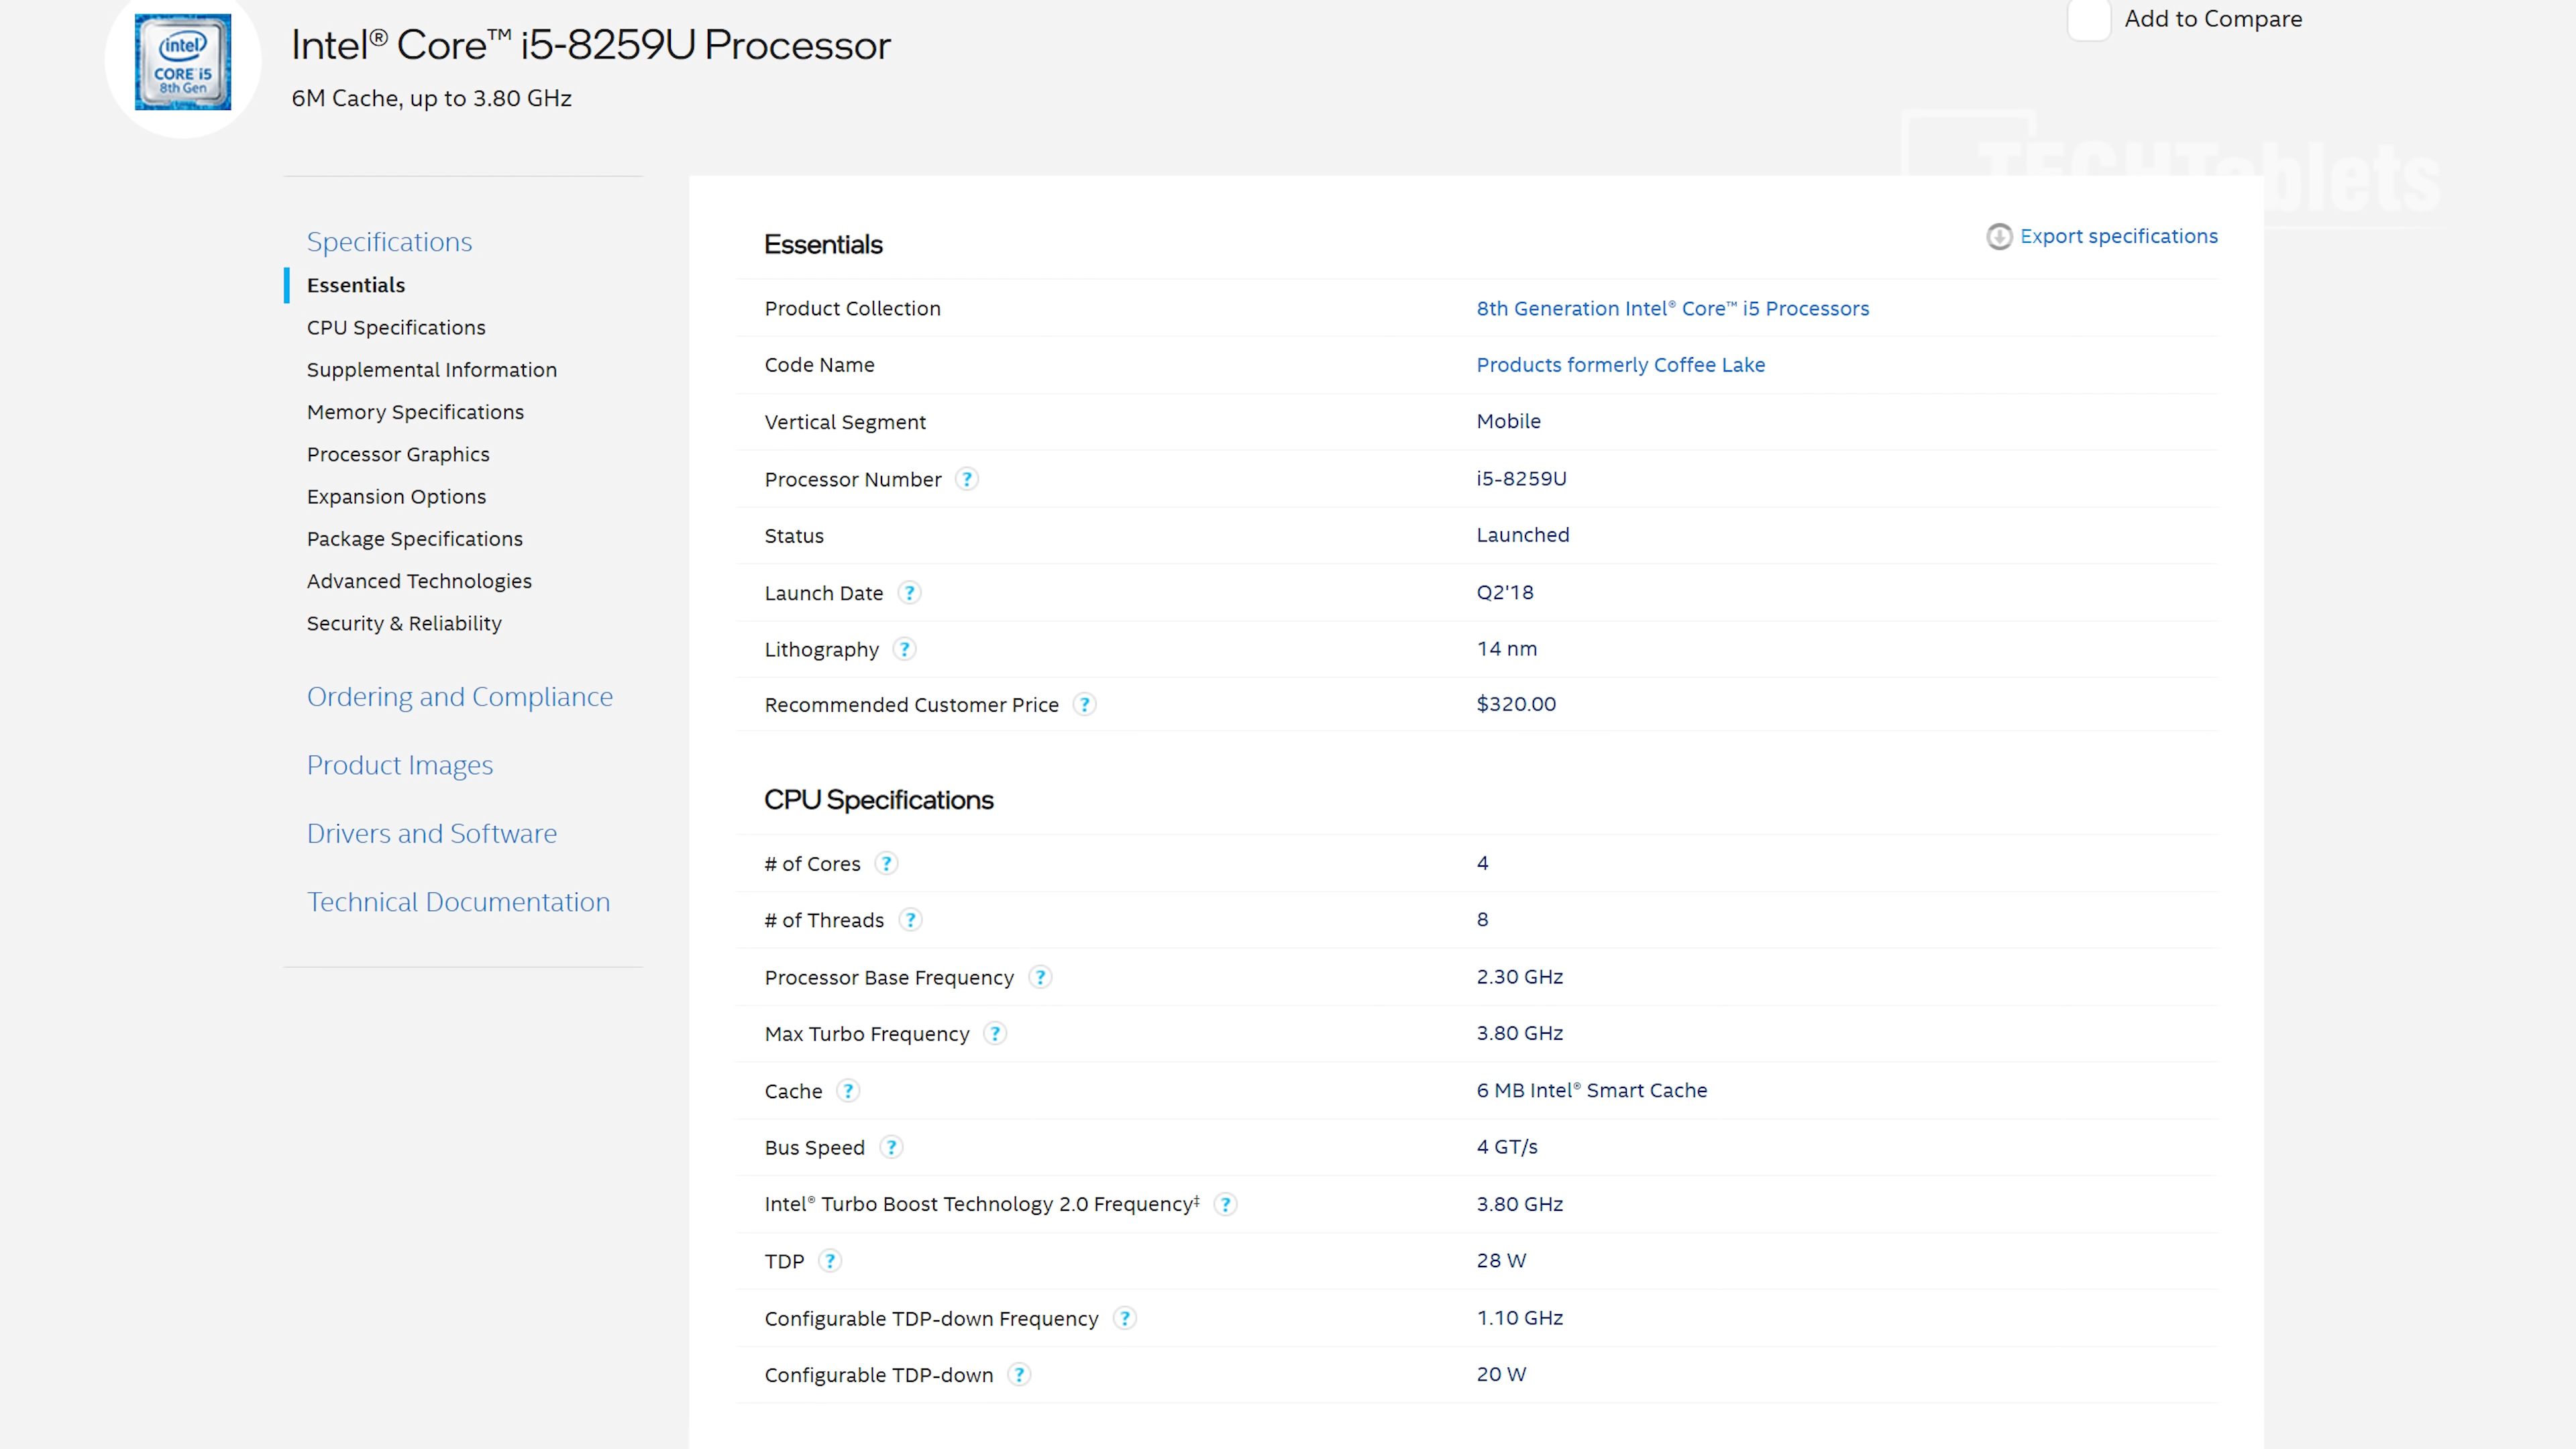 intel
CORE i5
8th Gen
Intel® Core™ i5-8259U Processor
6M Cache, up to 3.80 GHz
Add to Compare
TECHTablets
Specifications
Essentials
CPU Specifications
Supplemental Information
Memory Specifications
Processor Graphics
Expansion Options
Package Specifications
Advanced Technologies
Security & Reliability
Ordering and Compliance
Product Images
Drivers and Software
Technical Documentation
Essentials
Export specifications
Product Collection 8th Generation Intel® Core™ i5 Processors
Code Name Products formerly Coffee Lake
Vertical Segment Mobile
Processor Number ? i5-8259U
Status Launched
Launch Date ? Q2'18
Lithography ? 14 nm
Recommended Customer Price ? $320.00
CPU Specifications
# of Cores ? 4
# of Threads ? 8
Processor Base Frequency ? 2.30 GHz
Max Turbo Frequency ? 3.80 GHz
Cache ? 6 MB Intel® Smart Cache
Bus Speed ? 4 GT/s
Intel® Turbo Boost Technology 2.0 Frequency‡ ? 3.80 GHz
TDP ? 28 W
Configurable TDP-down Frequency ? 1.10 GHz
Configurable TDP-down ? 20 W